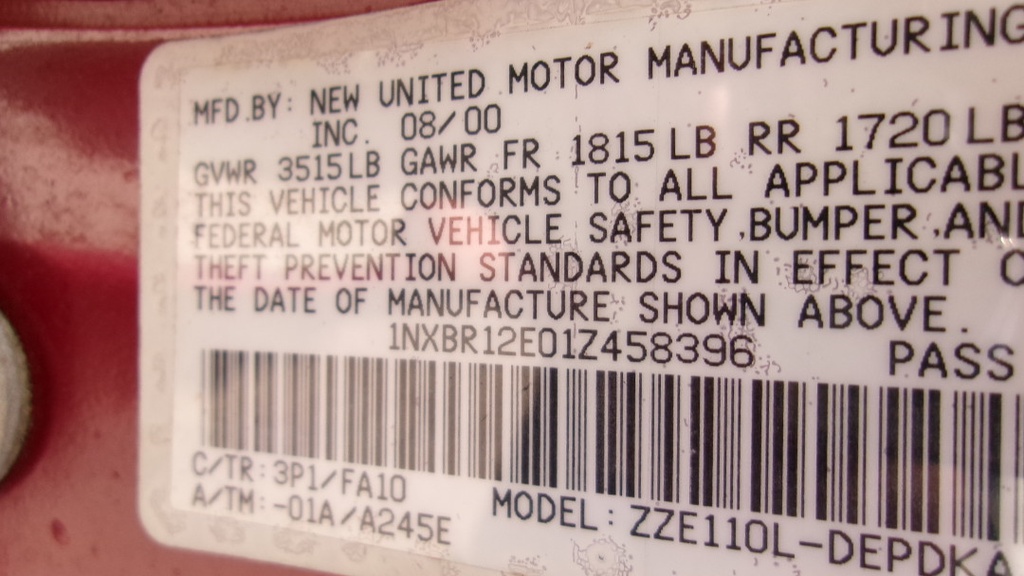 MFD.BY: NEW UNITED MOTOR MANUFACTURING
INC. 08/00
GVWR 3515LB GAWR FR 1815LB RR 1720LB
THIS VEHICLE CONFORMS TO ALL APPLICABL
FEDERAL MOTOR VEHICLE SAFETY,BUMPER,AND
THEFT PREVENTION STANDARDS IN EFFECT O
THE DATE OF MANUFACTURE SHOWN ABOVE.
1NXBR12E01Z458396 PASS
C/TR:3P1/FA10
A/TM:-01A/A245E MODEL:ZZE110L-DEPDKA